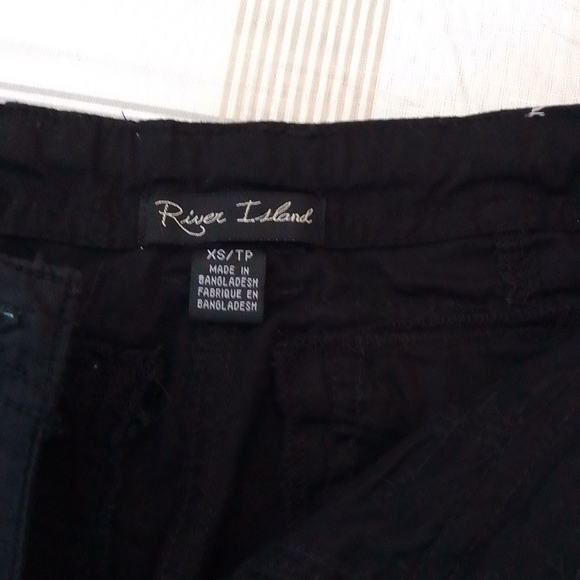 River Island
XS/TP
MADE IN
BANGLADESH
FABRIQUE EN
BANGLADESH